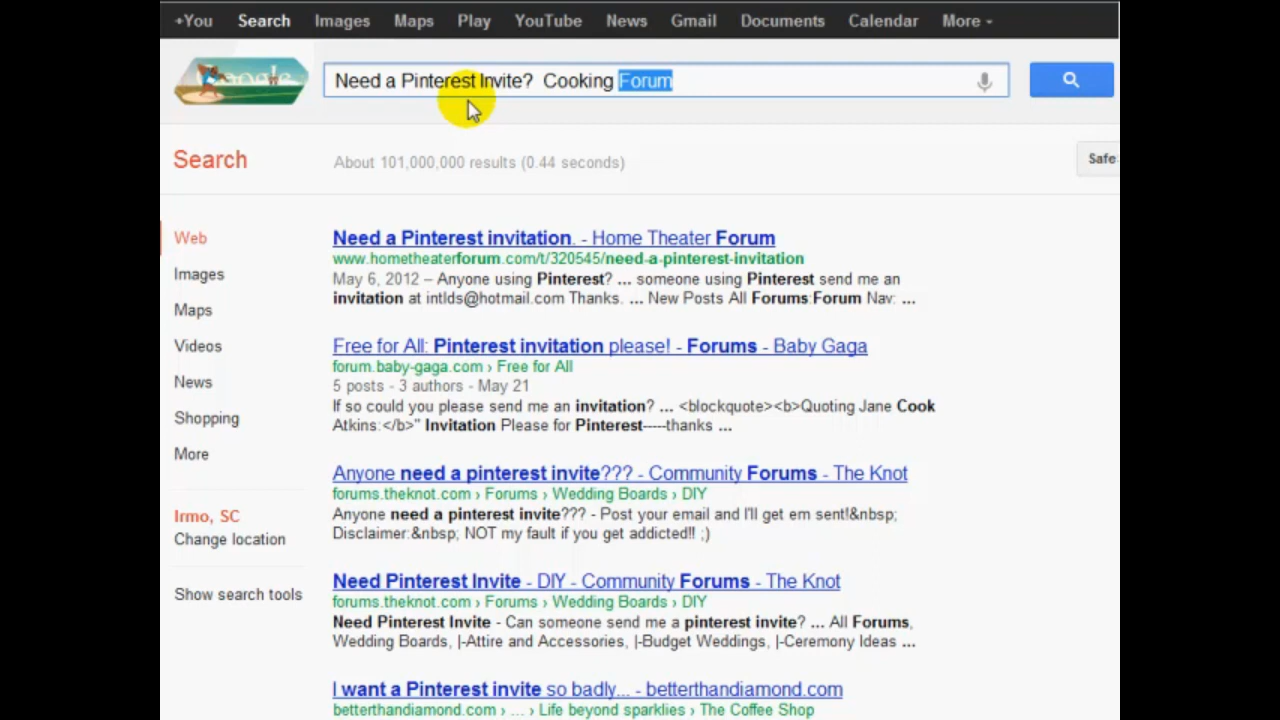 +You Search Images Maps Play YouTube News Gmail Documents Calendar More
Google
Need a Pinterest Invite?  Cooking Forum
Search
About 101,000,000 results (0.44 seconds)
Safe
Web
Images
Maps
Videos
News
Shopping
More
Irmo, SC
Change location
Show search tools
Need a Pinterest invitation. - Home Theater Forum
www.hometheaterforum.com/t/320545/need-a-pinterest-invitation
May 6, 2012 – Anyone using Pinterest? ... someone using Pinterest send me an
invitation at intlds@hotmail.com Thanks. ... New Posts All Forums:Forum Nav: ...
Free for All: Pinterest invitation please! - Forums - Baby Gaga
forum.baby-gaga.com › Free for All
5 posts - 3 authors - May 21
If so could you please send me an invitation? ... <blockquote><b>Quoting Jane Cook
Atkins:</b>" Invitation Please for Pinterest-----thanks ...
Anyone need a pinterest invite??? - Community Forums - The Knot
forums.theknot.com › Forums › Wedding Boards › DIY
Anyone need a pinterest invite??? - Post your email and I'll get em sent!&nbsp;
Disclaimer:&nbsp; NOT my fault if you get addicted!! ;)
Need Pinterest Invite - DIY - Community Forums - The Knot
forums.theknot.com › Forums › Wedding Boards › DIY
Need Pinterest Invite - Can someone send me a pinterest invite? ... All Forums,
Wedding Boards, |-Attire and Accessories, |-Budget Weddings, |-Ceremony Ideas ...
I want a Pinterest invite so badly... - betterthandiamond.com
betterthandiamond.com › ... › Life beyond sparklies › The Coffee Shop